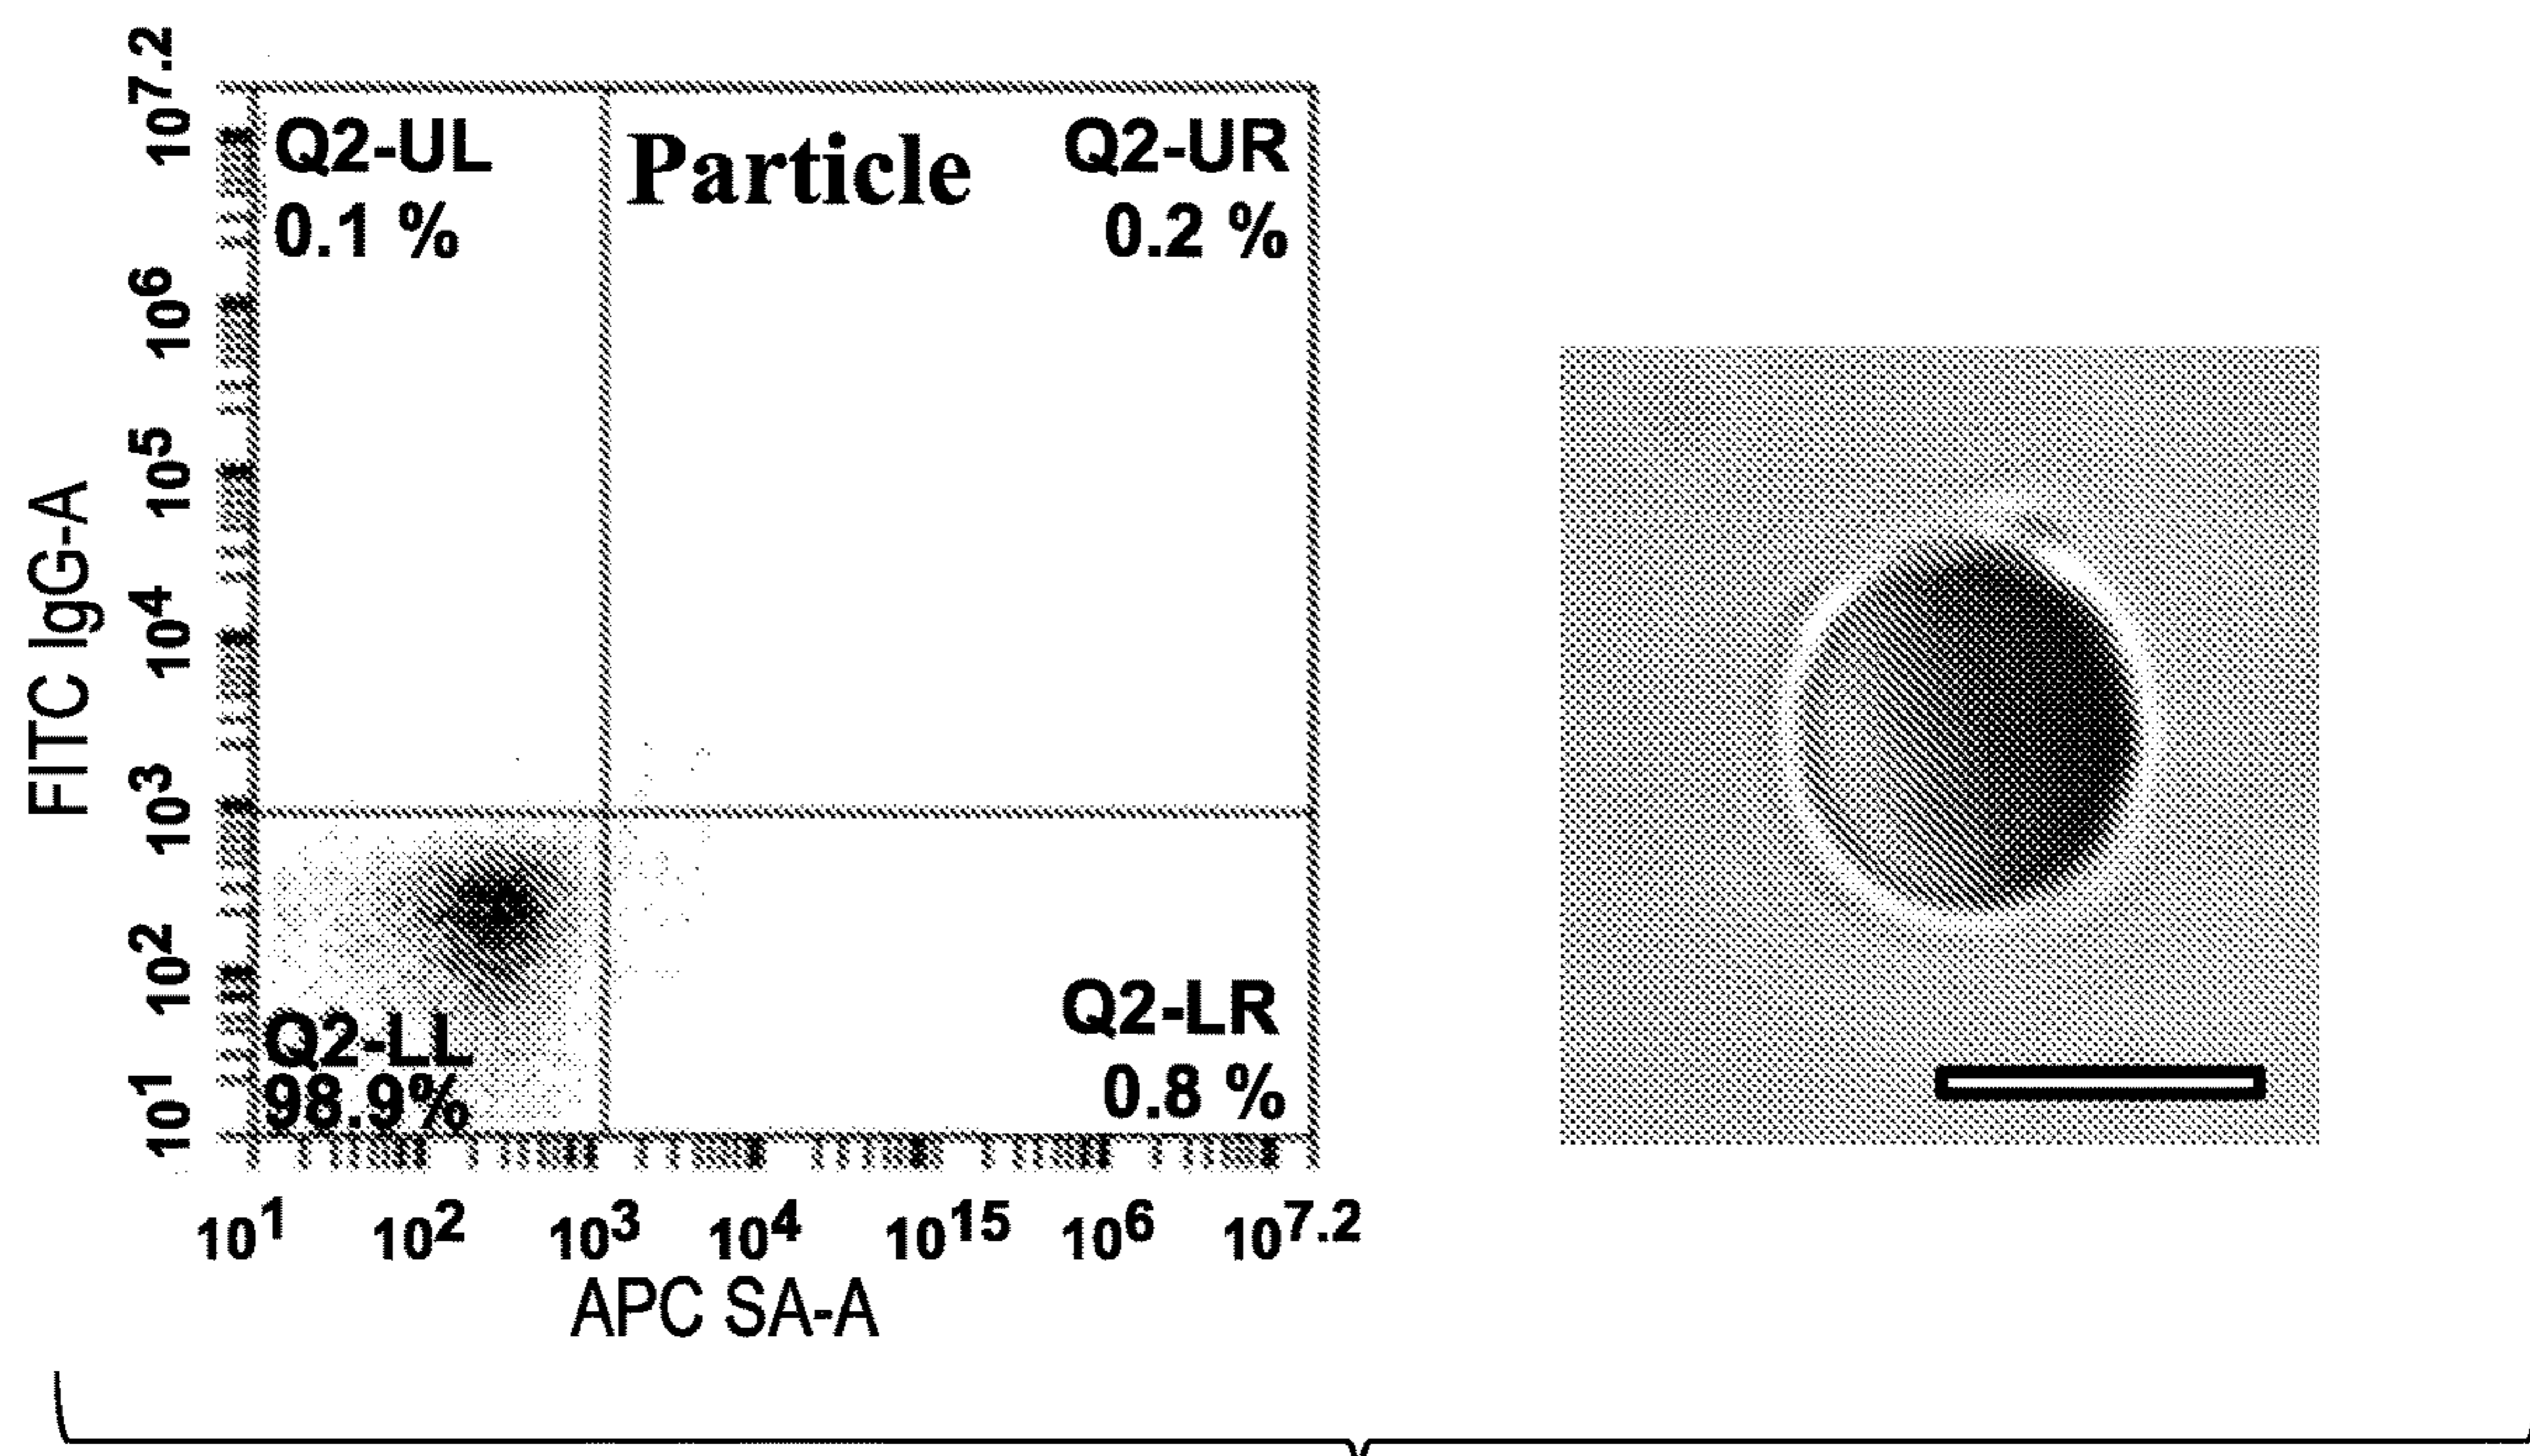 10^7.2
10^6
10^5
10^4
10^3
10^2
10^1
FITC IgG-A
Q2-UL
0.1 %
Particle
Q2-UR
0.2 %
Q2-LL
98.9%
Q2-LR
0.8 %
10^1 10^2 10^3 10^4 10^15 10^6 10^7.2
APC SA-A